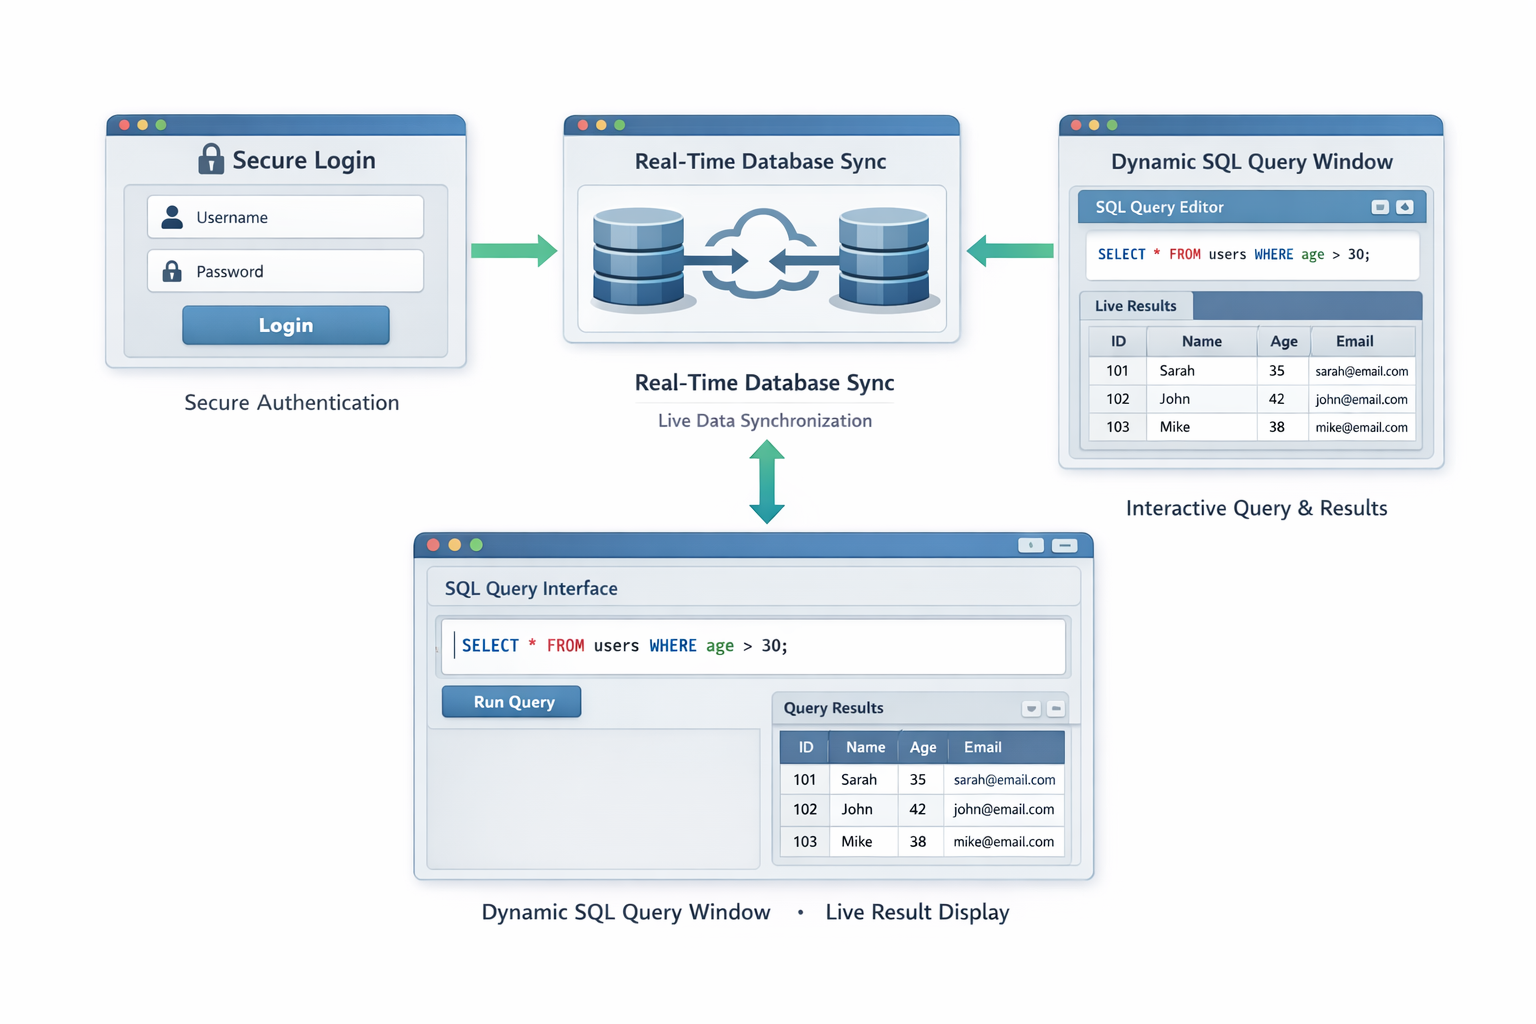 Secure Login
Username
Password
Login
Secure Authentication
Real-Time Database Sync
Real-Time Database Sync
Live Data Synchronization
Dynamic SQL Query Window
SQL Query Editor
SELECT * FROM users WHERE age > 30;
Live Results
ID Name Age Email
101 Sarah 35 sarah@email.com
102 John 42 john@email.com
103 Mike 38 mike@email.com
Interactive Query & Results
SQL Query Interface
SELECT * FROM users WHERE age > 30;
Run Query
Query Results
ID Name Age Email
101 Sarah 35 sarah@email.com
102 John 42 john@email.com
103 Mike 38 mike@email.com
Dynamic SQL Query Window • Live Result Display